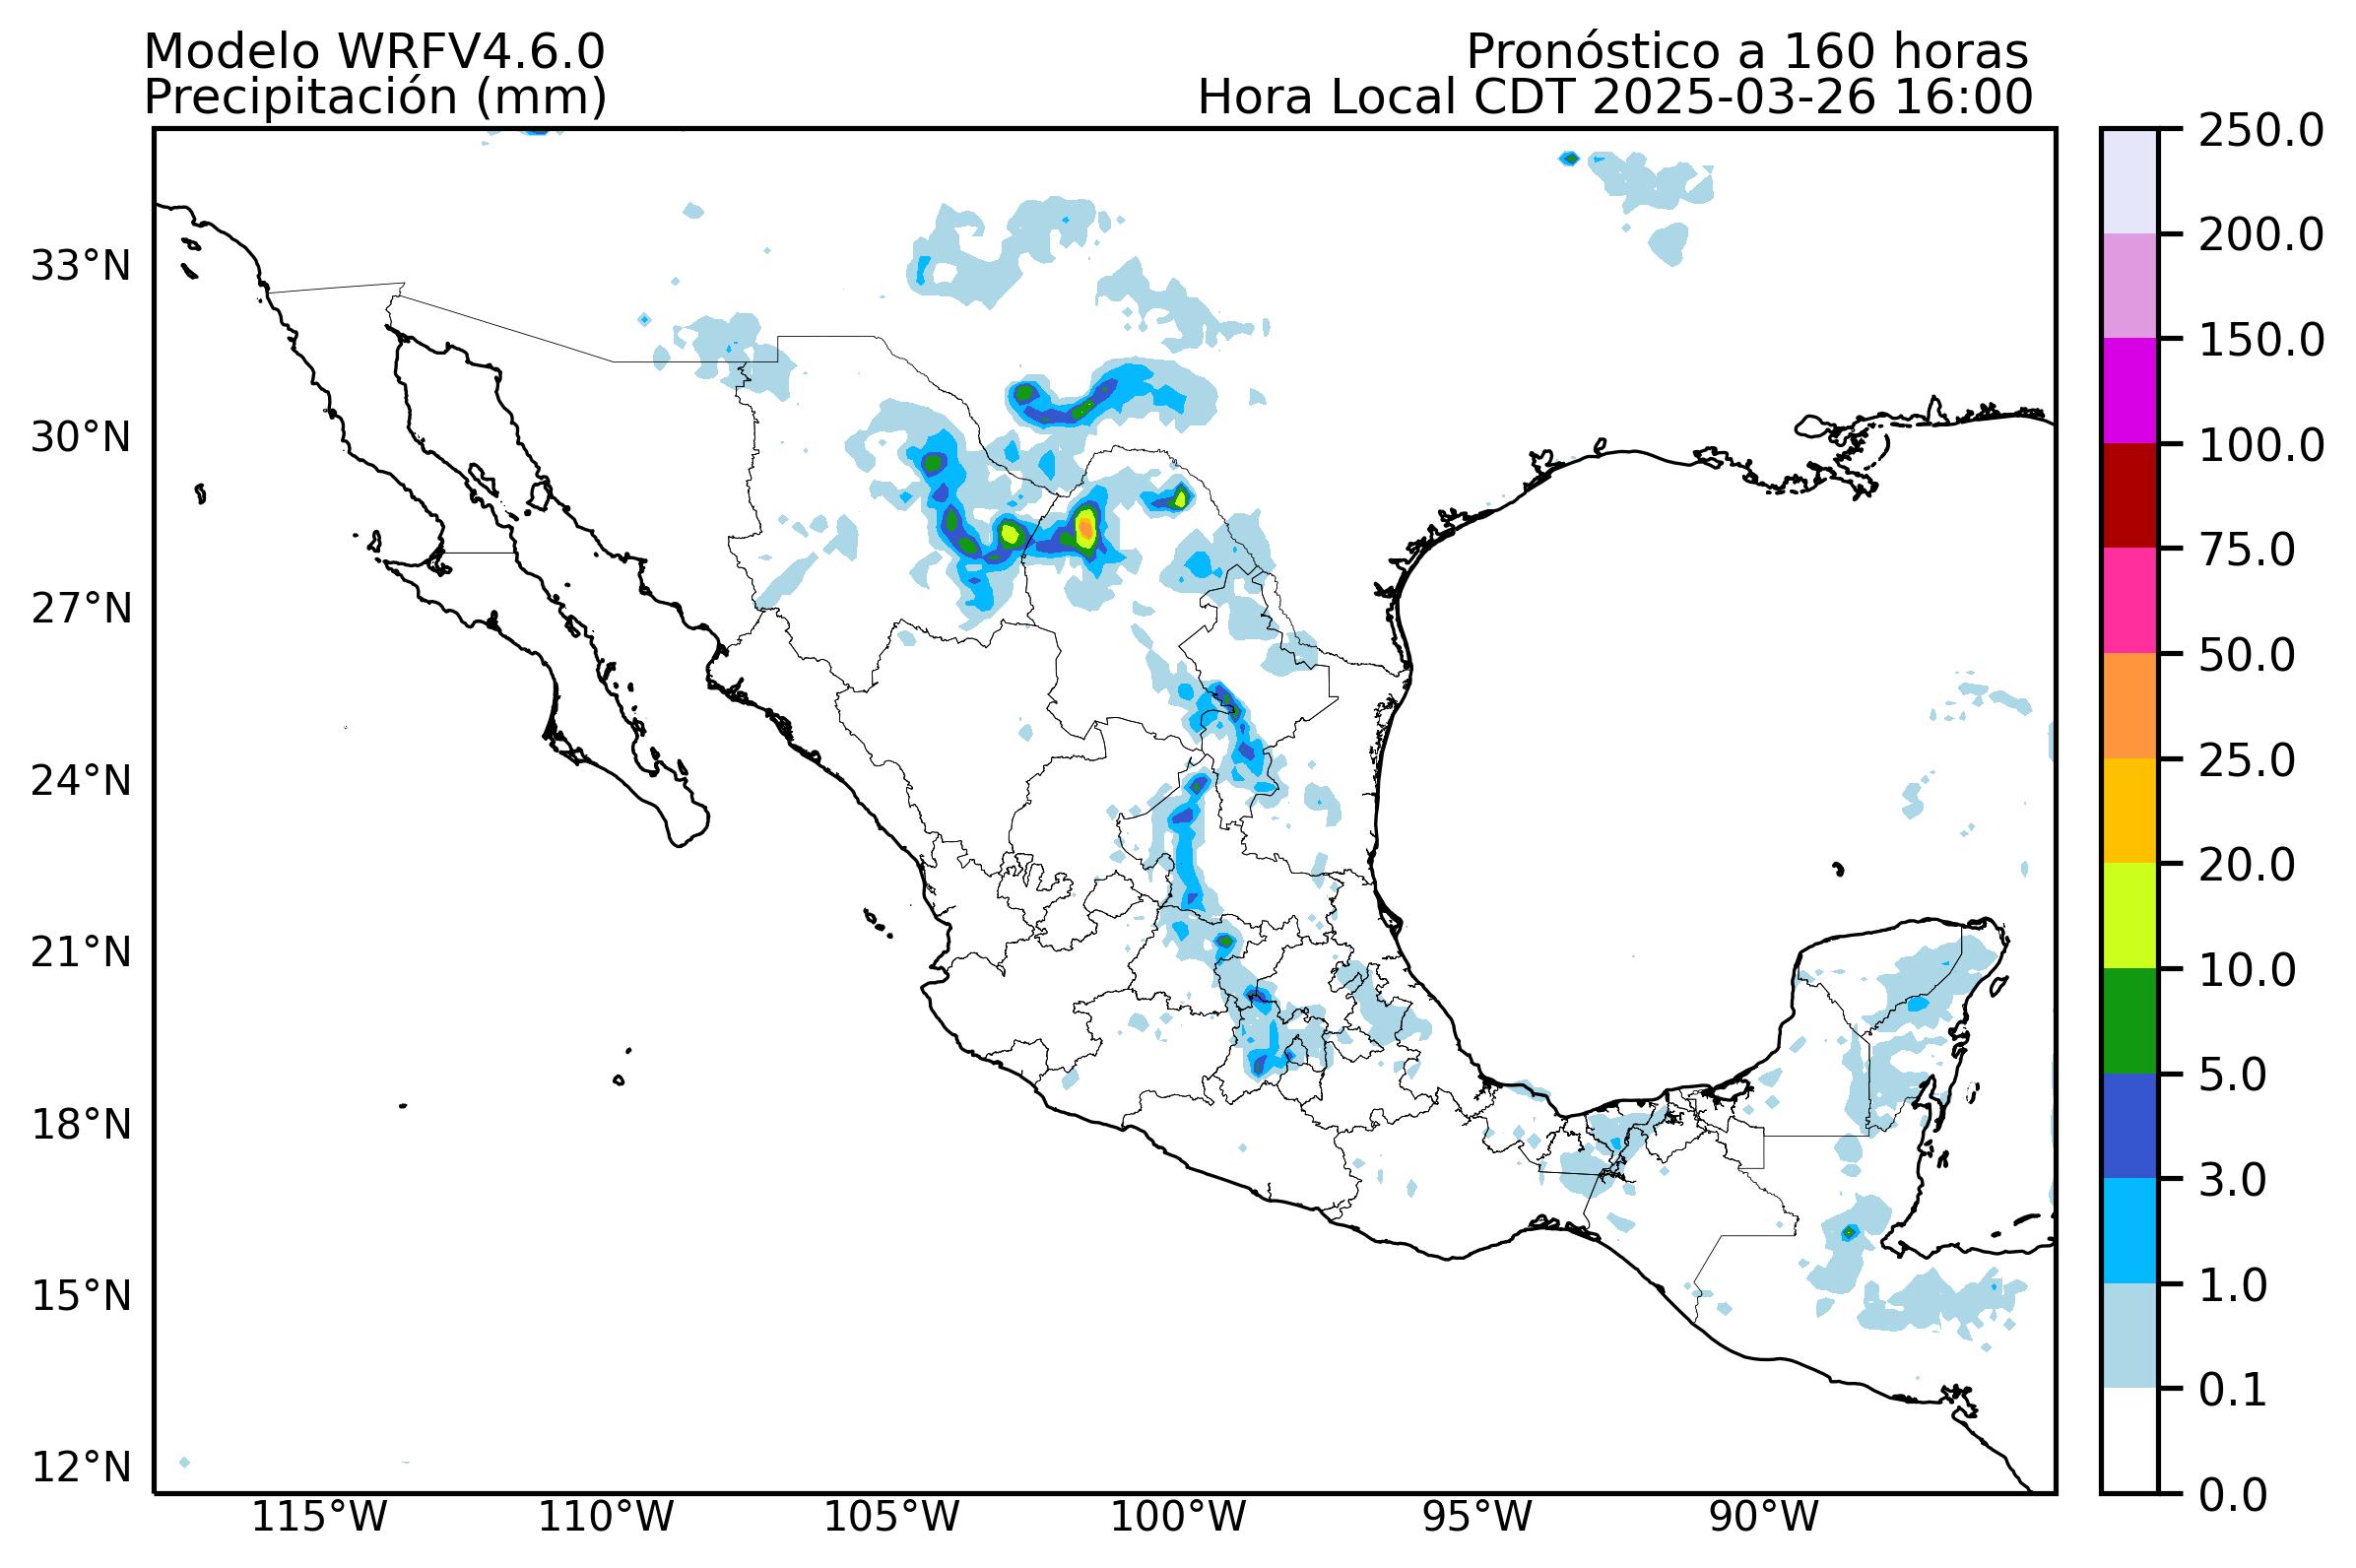 Modelo WRFV4.6.0
Pronóstico a 160 horas
Precipitación (mm)
Hora Local CDT 2025-03-26 16:00
33°N
30°N
27°N
24°N
21°N
18°N
15°N
12°N
115°W
110°W
105°W
100°W
95°W
90°W
250.0
200.0
150.0
100.0
75.0
50.0
25.0
20.0
10.0
5.0
3.0
1.0
0.1
0.0